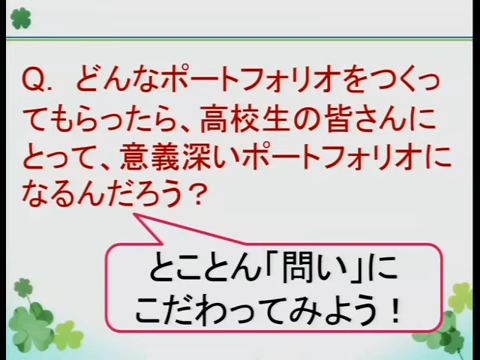 Q. どんなポートフォリオをつくっ
てもらったら、高校生の皆さんに
とって、意義深いポートフォリオに
なるんだろう？
とことん「問い」に
こだわってみよう！